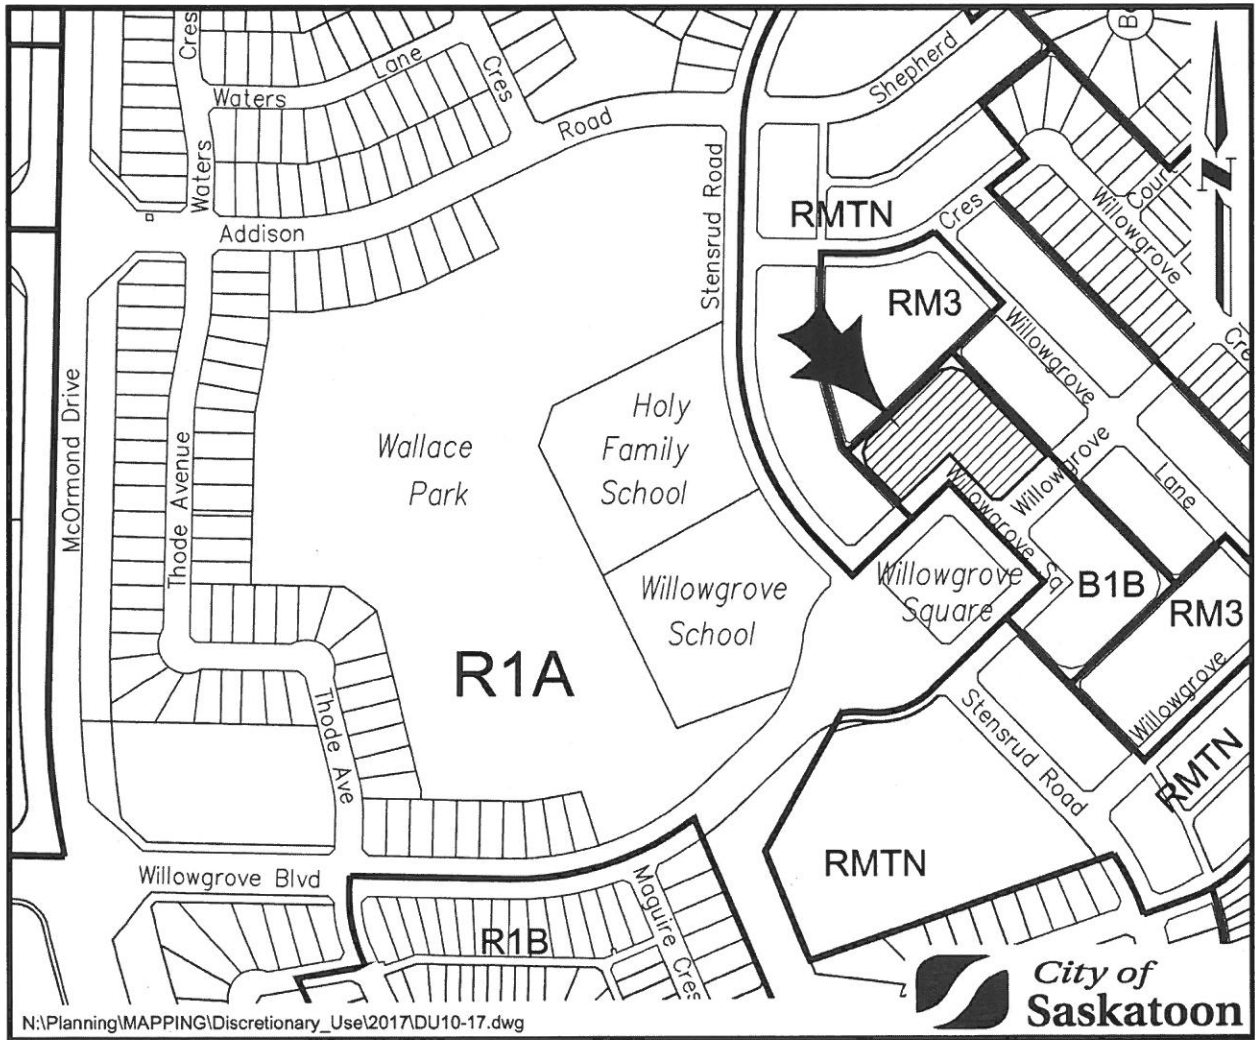 Cres
Waters
Lane
Cres
Waters
Addison
Road
Stensrud Road
Shepherd
RMTN
Cres
Court
Willowgrove
N
Cre
RM3
Willowgrove
McOrmond Drive
Thode Avenue
Wallace
Park
Holy
Family
School
Willowgrove
Lane
Willowgrove Sq
Willowgrove
School
Willowgrove
Square
B1B
RM3
Willowgrove
R1A
Thode Ave
Stensrud Road
RMTN
RMTN
Willowgrove Blvd
R1B
Maguire Cres
City of
Saskatoon
N:\Planning\MAPPING\Discretionary_Use\2017\DU10-17.dwg